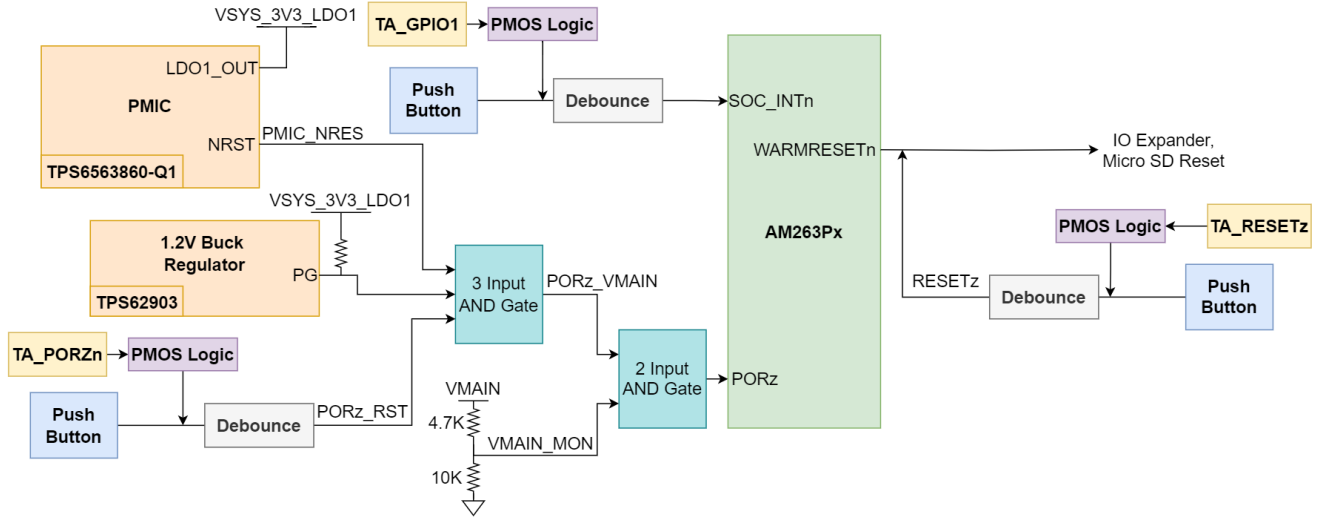 VSYS_3V3_LDO1
TA_GPIO1
PMOS Logic
LDO1_OUT
PMIC
NRST
TPS6563860-Q1
PMIC_NRES
Push
Button
Debounce
SOC_INTn
WARMRESETn
AM263Px
PORz
IO Expander,
Micro SD Reset
PMOS Logic
TA_RESETz
RESETz
Debounce
Push
Button
VSYS_3V3_LDO1
1.2V Buck
Regulator
PG
TPS62903
3 Input
AND Gate
PORz_VMAIN
2 Input
AND Gate
TA_PORZn
PMOS Logic
Push
Button
Debounce
PORz_RST
VMAIN
4.7K
VMAIN_MON
10K